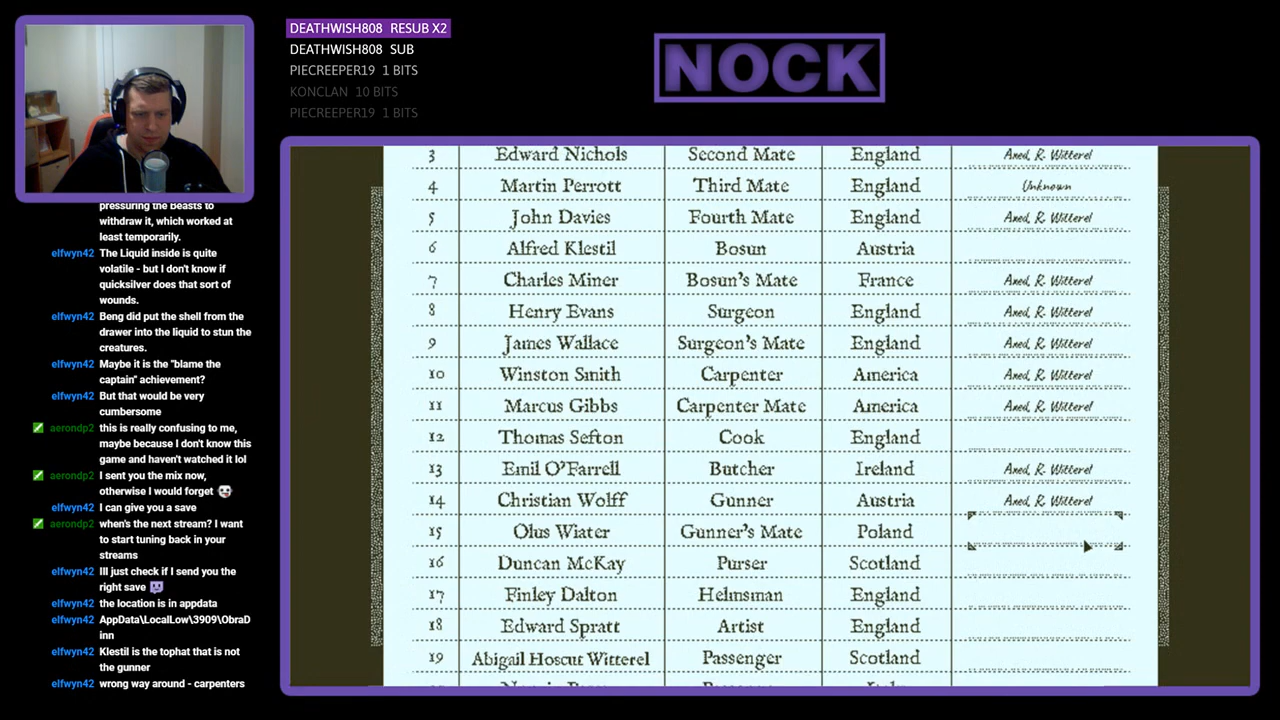 DEATHWISH808 RESUB X2
DEATHWISH808 SUB
PIECREEPER19 1 BITS
KONCLAN 10 BITS
PIECREEPER19 1 BITS
NOCK
pressuring the beasts to
withdraw it, which worked at
least temporarily.
elfwyn42 The Liquid inside is quite
volatile - but I don't know if
quicksilver does that sort of
wounds.
elfwyn42 Beng did put the shell from the
drawer into the liquid to stun the
creatures.
elfwyn42 Maybe it is the "blame the
captain" achievement?
elfwyn42 But that would be very
cumbersome
aerondp2 this is really confusing to me,
maybe because I don't know this
game and haven't watched it lol
aerondp2 I sent you the mix now,
otherwise I would forget
elfwyn42 I can give you a save
aerondp2 when's the next stream? I want
to start tuning back in your
streams
elfwyn42 Ill just check if I send you the
right save
elfwyn42 the location is in appdata
elfwyn42 AppData\LocalLow\3909\ObraD
inn
elfwyn42 Klestil is the tophat that is not
the gunner
elfwyn42 wrong way around - carpenters
3 Edward Nichols Second Mate England Axed, R. Witterel
4 Martin Perrott Third Mate England Unknown
5 John Davies Fourth Mate England Axed, R. Witterel
6 Alfred Klestil Bosun Austria
7 Charles Miner Bosun's Mate France Axed, R. Witterel
8 Henry Evans Surgeon England Axed, R. Witterel
9 James Wallace Surgeon's Mate England Axed, R. Witterel
10 Winston Smith Carpenter America Axed, R. Witterel
11 Marcus Gibbs Carpenter Mate America Axed, R. Witterel
12 Thomas Sefton Cook England
13 Emil O'Farrell Butcher Ireland Axed, R. Witterel
14 Christian Wolff Gunner Austria Axed, R. Witterel
15 Olus Wiater Gunner's Mate Poland
16 Duncan McKay Purser Scotland
17 Finley Dalton Helmsman England
18 Edward Spratt Artist England
19 Abigail Hoscut Witterel Passenger Scotland